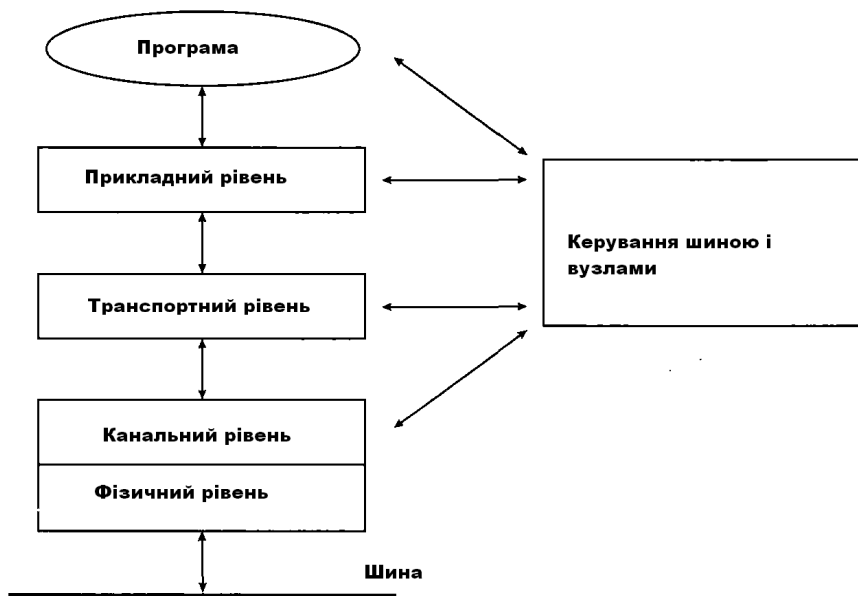 Програма
Прикладний рівень
Керування шиною і
вузлами
Транспортний рівень
Канальний рівень
Фізичний рівень
Шина